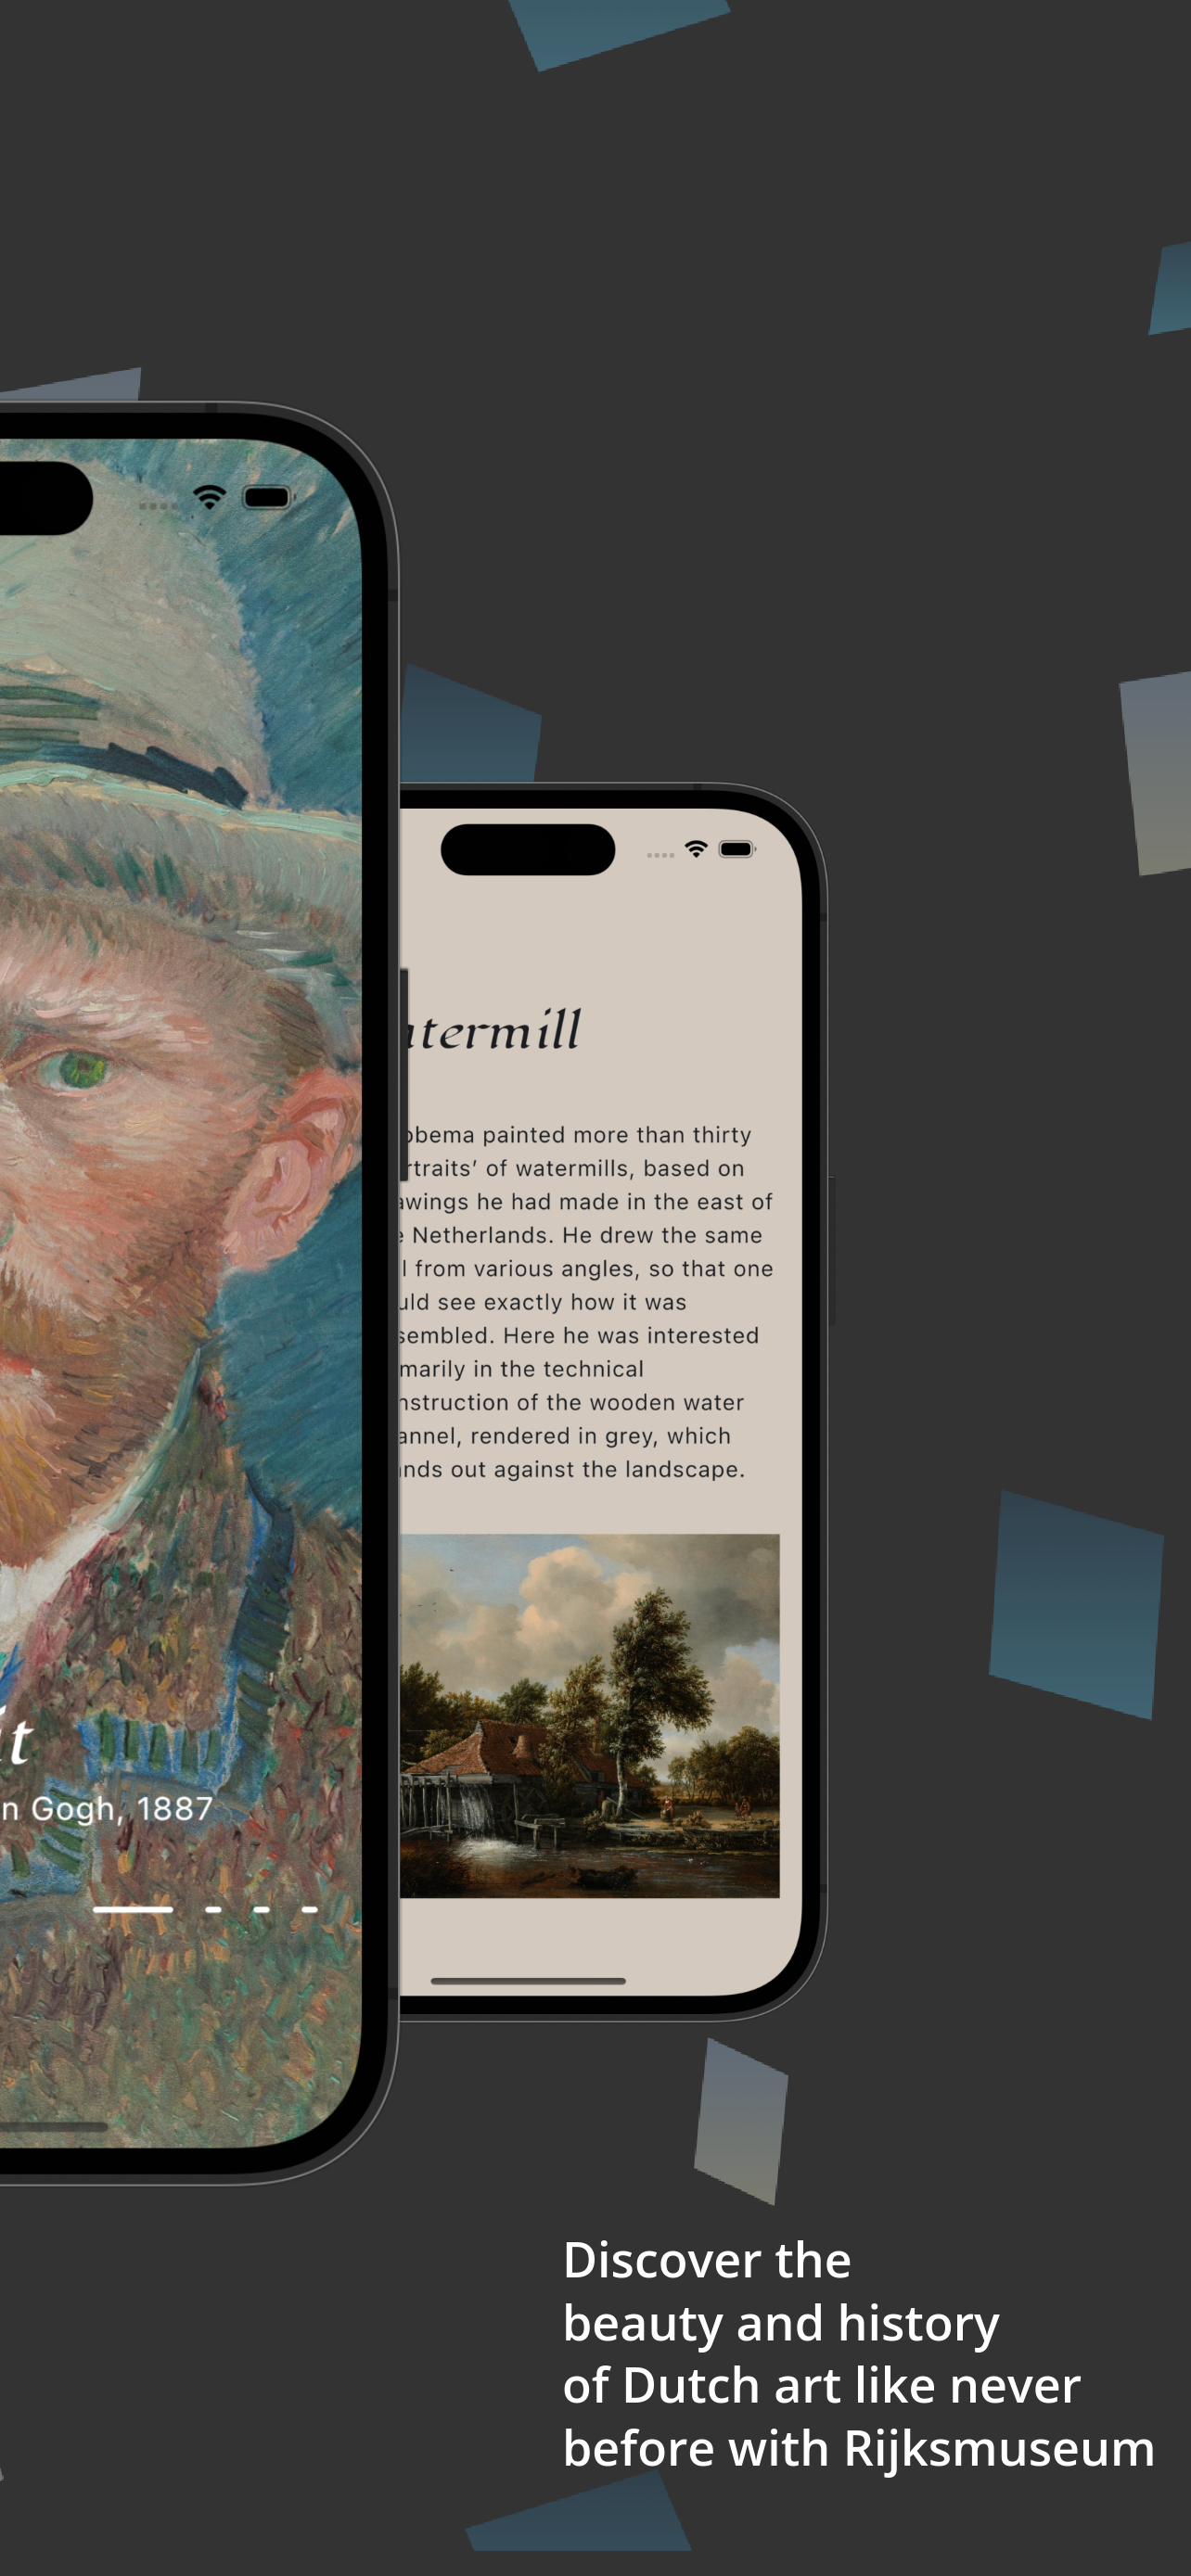 it
n Gogh, 1887
termill
bema painted more than thirty
traits’ of watermills, based on
awings he had made in the east of
e Netherlands. He drew the same
l from various angles, so that one
uld see exactly how it was
sembled. Here he was interested
marily in the technical
nstruction of the wooden water
annel, rendered in grey, which
ands out against the landscape.
Discover the
beauty and history
of Dutch art like never
before with Rijksmuseum